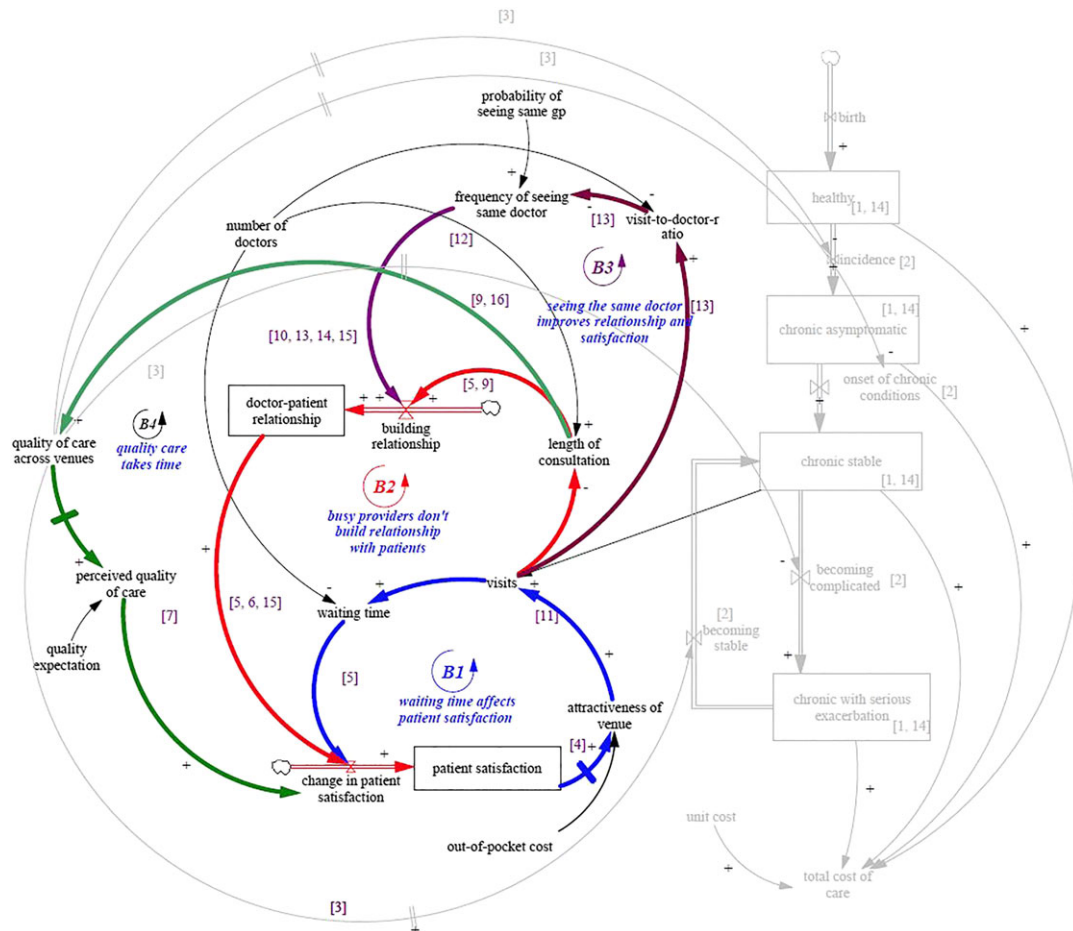 [3]
[3]
probability of
seeing same gp
birth
+
+
frequency of seeing
same doctor
-
[13]
-
visit-to-doctor-r
atio
healthy
[1, 14]
number of
doctors
[12]
+
B3
-
+
incidence
[2]
[9, 16]
seeing the same doctor
improves relationship and
satisfaction
[13]
[1, 14]
chronic asymptomatic
+
[10, 13, 14, 15]
[3]
[5, 9]
-
onset of chronic
conditions
[2]
-
doctor-patient
relationship
+
+
+
building
relationship
+
B4
quality care
takes time
+
quality of care
across venues
+
-
length of
consultation
chronic stable
[1, 14]
B2
busy providers don't
build relationship
with patients
+
+
+
perceived quality
of care
-
+
visits
+
-
becoming
complicated
[2]
waiting time
[7]
[5, 6, 15]
[11]
[2]
becoming
stable
+
quality
expectation
B1
+
+
[5]
waiting time affects
patient satisfaction
attractiveness of
venue
chronic with serious
exacerbation
[1, 14]
[4]
+
+
+
patient satisfaction
change in patient
satisfaction
+
unit cost
out-of-pocket cost
+
total cost of
care
[3]
+